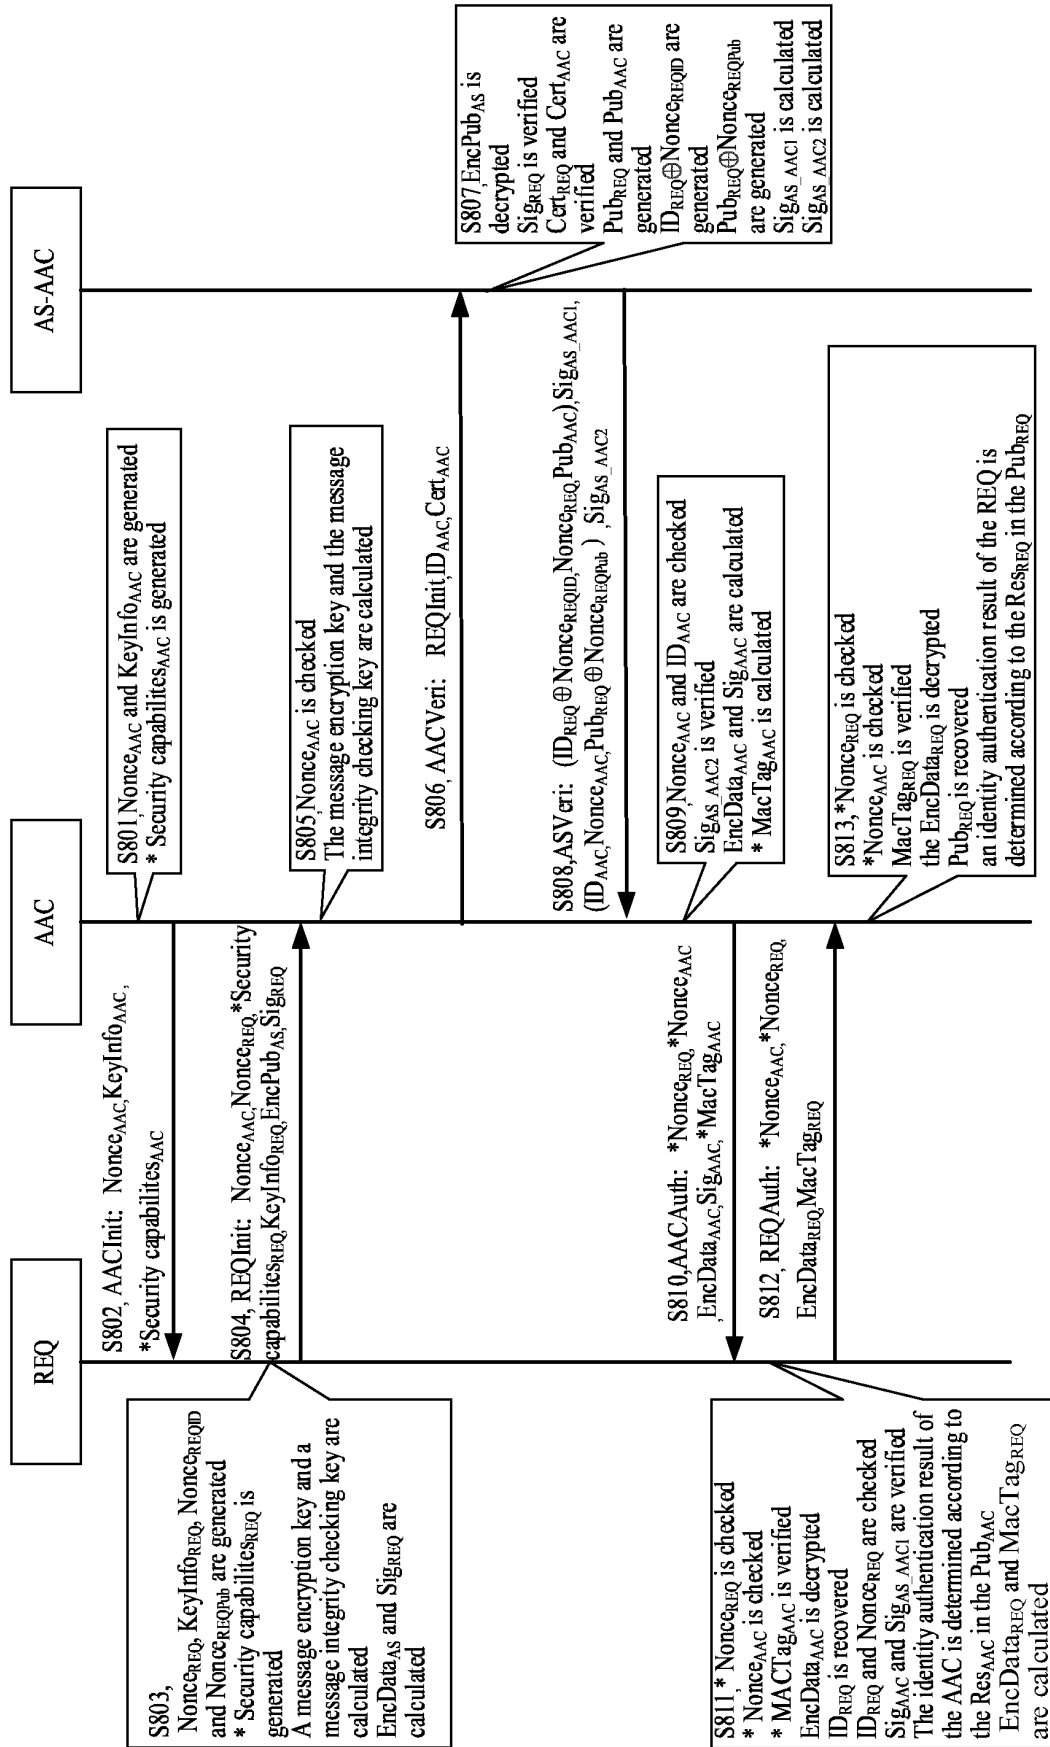 REQ
AAC
AS-AAC
S801,NonceAAC and KeyInfoAAC are generated
* Security capabilitesAAC is generated
S802, AACInit: NonceAAC,KeyInfoAAC,
*Security capabilitesAAC
S803,
NonceREQ, KeyInfoREQ, NonceREQID
and NonceREQPub are generated
* Security capabilitesREQ is
generated
A message encryption key and a
message integrity checking key are
calculated
EncDataAS and SigREQ are
calculated
S804, REQInit: NonceAAC,NonceREQ,*Security
capabilitesREQ,KeyInfoREQ,EncPubAS,SigREQ
S805,NonceAAC is checked
The message encryption key and the message
integrity checking key are calculated
S806, AACVeri: REQInit,IDAAC,CertAAC
S807,EncPubAS is
decrypted
SigREQ is verified
CertREQ and CertAAC are
verified
PubREQ and PubAAC are
generated
IDREQ⊕NonceREQID are
generated
PubREQ⊕NonceREQPub
are generated
SigAS_AAC1 is calculated
SigAS_AAC2 is calculated
S808,ASVeri: (IDREQ⊕NonceREQID,NonceREQ,PubAAC),SigAS_AAC1,
(IDAAC,NonceAAC,PubREQ⊕NonceREQPub ) ,SigAS_AAC2
S809,NonceAAC and IDAAC are checked
SigAS_AAC2 is verified
EncDataAAC and SigAAC are calculated
* MacTagAAC is calculated
S810,AACAuth: *NonceREQ,*NonceAAC
,EncDataAAC,SigAAC,*MacTagAAC
S811,* NonceREQ is checked
* NonceAAC is checked
* MACTagAAC is verified
EncDataAAC is decrypted
IDREQ is recovered
IDREQ and NonceREQ are checked
SigAAC and SigAS_AAC1 are verified
The identity authentication result of
the AAC is determined according to
the ResAAC in the PubAAC
EncDataREQ and MacTagREQ
are calculated
S812, REQAuth: *NonceAAC,*NonceREQ,
EncDataREQ,MacTagREQ
S813,*NonceREQ is checked
*NonceAAC is checked
MacTagREQ is verified
the EncDataREQ is decrypted
PubREQ is recovered
an identity authentication result of the REQ is
determined according to the ResREQ in the PubREQ